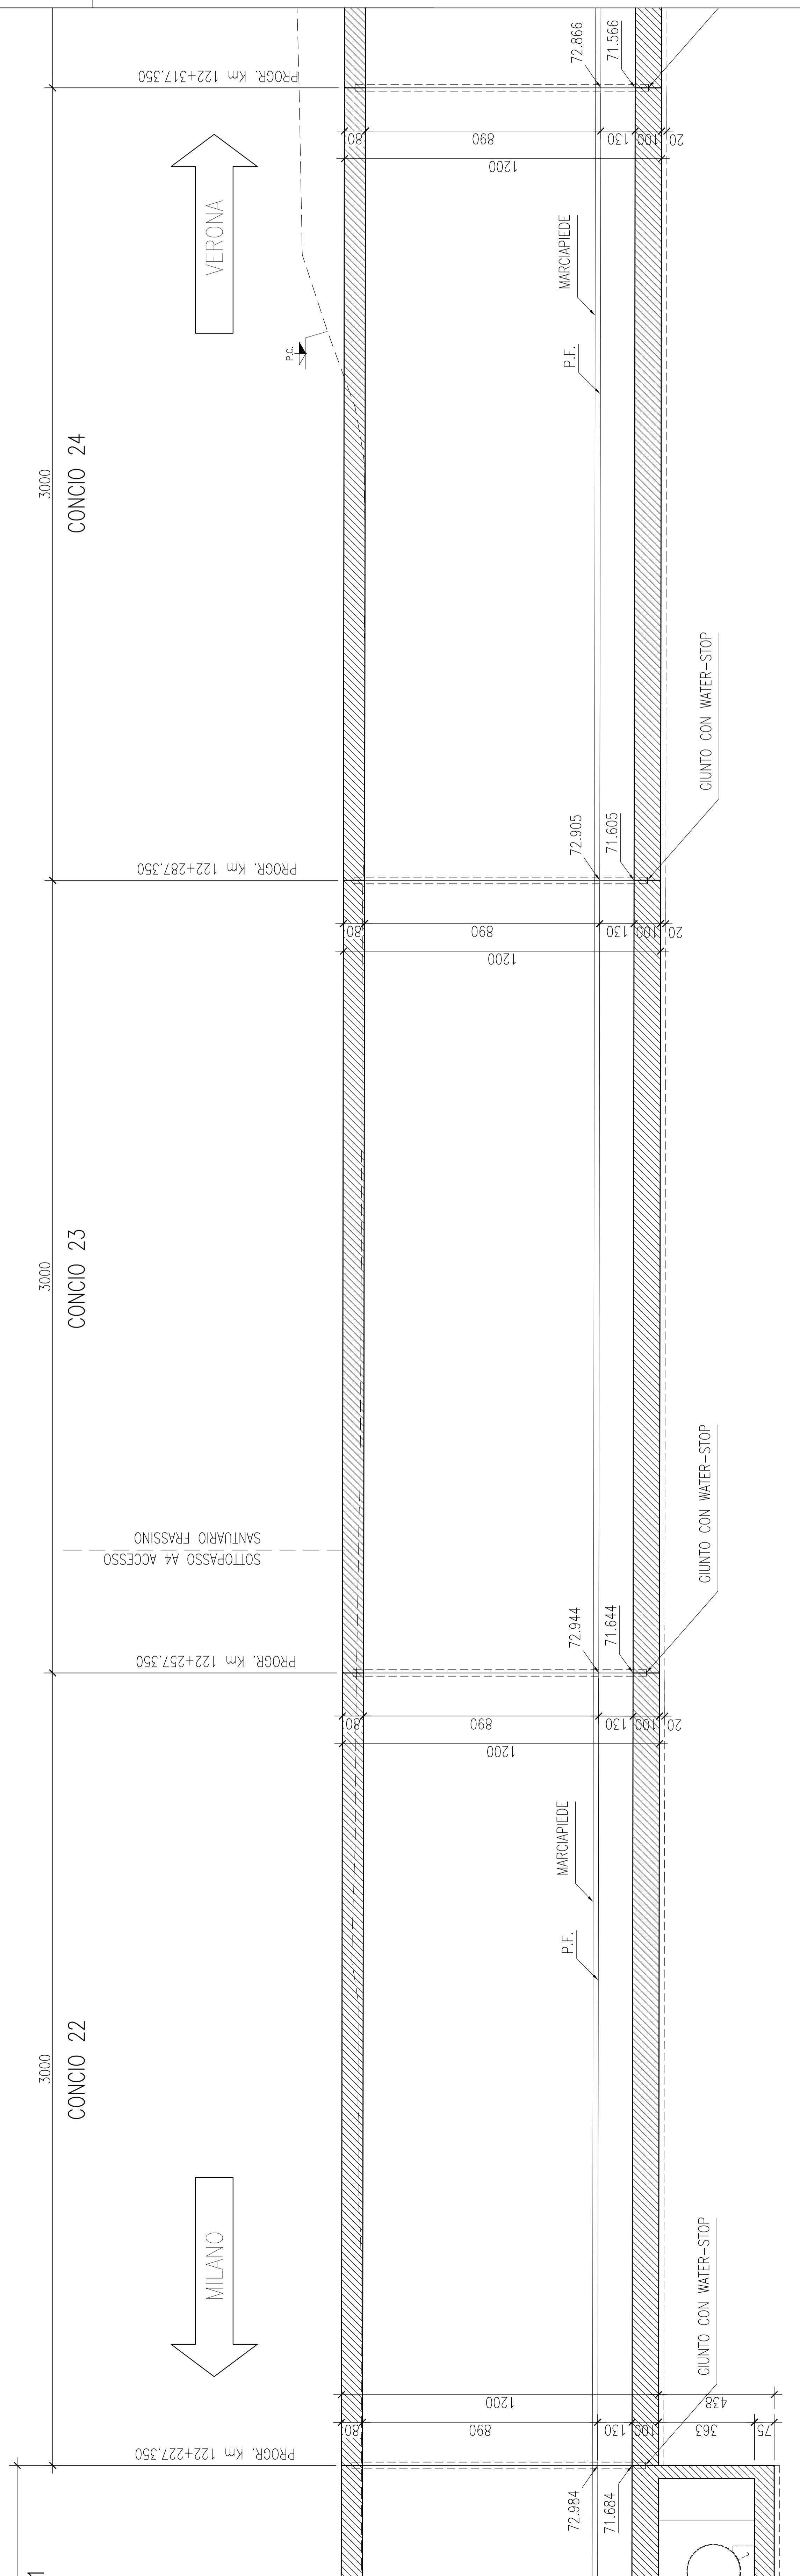 PROGR. Km 122+317.350
72.866
71.566
80
890
130
100
20
1200
VERONA
MARCIAPIEDE
P.C.
P.F.
CONCIO 24
3000
GIUNTO CON WATER-STOP
72.905
71.605
PROGR. Km 122+287.350
80
890
130
100
20
1200
CONCIO 23
3000
GIUNTO CON WATER-STOP
SANTUARIO FRASSINO
SOTTOPASSO A4 ACCESSO
72.944
71.644
PROGR. Km 122+257.350
80
890
130
100
20
1200
MARCIAPIEDE
P.F.
CONCIO 22
3000
MILANO
GIUNTO CON WATER-STOP
1200
438
80
890
130
100
363
75
PROGR. Km 122+227.350
72.984
71.684
1